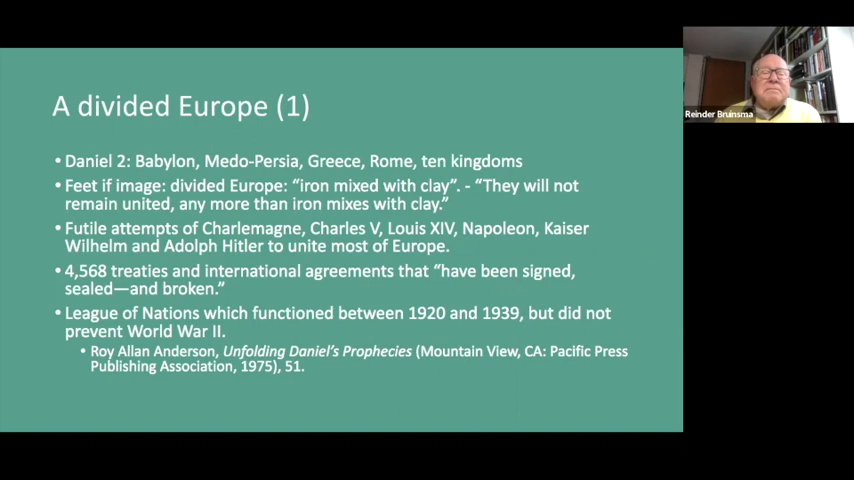 A divided Europe (1)
• Daniel 2: Babylon, Medo-Persia, Greece, Rome, ten kingdoms
• Feet if image: divided Europe: “iron mixed with clay”. - “They will not
remain united, any more than iron mixes with clay.”
• Futile attempts of Charlemagne, Charles V, Louis XIV, Napoleon, Kaiser
Wilhelm and Adolph Hitler to unite most of Europe.
• 4,568 treaties and international agreements that “have been signed,
sealed—and broken.”
• League of Nations which functioned between 1920 and 1939, but did not
prevent World War II.
• Roy Allan Anderson, Unfolding Daniel’s Prophecies (Mountain View, CA: Pacific Press
Publishing Association, 1975), 51.
Reinder Bruinsma